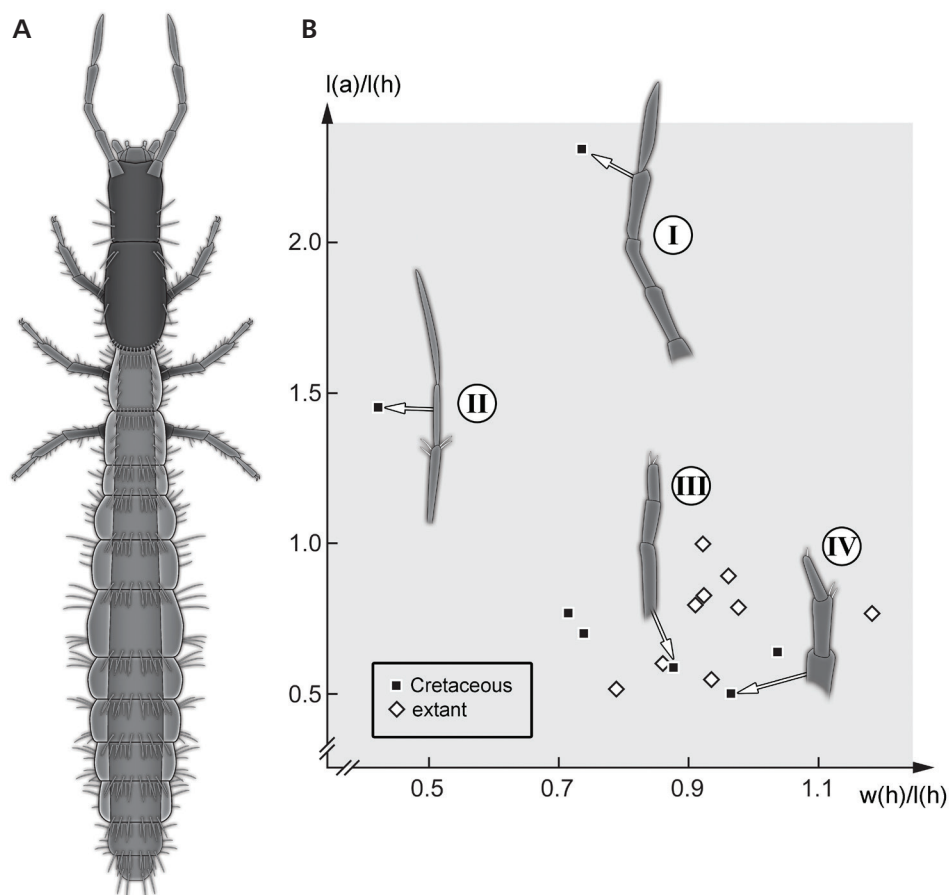 A
B
l(a)/l(h)
I
2.0
1.5
II
III
1.0
IV
Cretaceous
extant
0.5
0.5
0.7
0.9
1.1
w(h)/l(h)